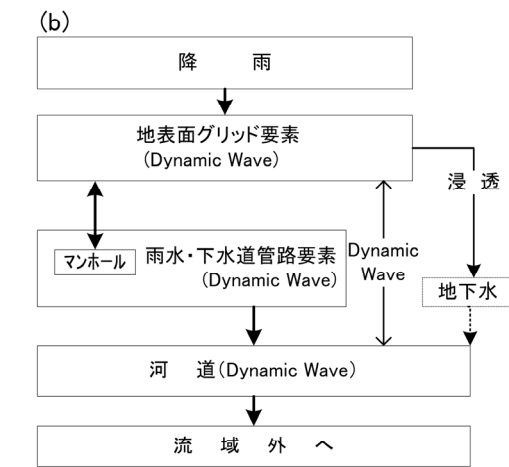 (b)
降 雨
地表面グリッド要素
(Dynamic Wave)
浸 透
マンホール
雨水・下水道管路要素
(Dynamic Wave)
Dynamic
Wave
地下水
河 道(Dynamic Wave)
流 域 外 へ